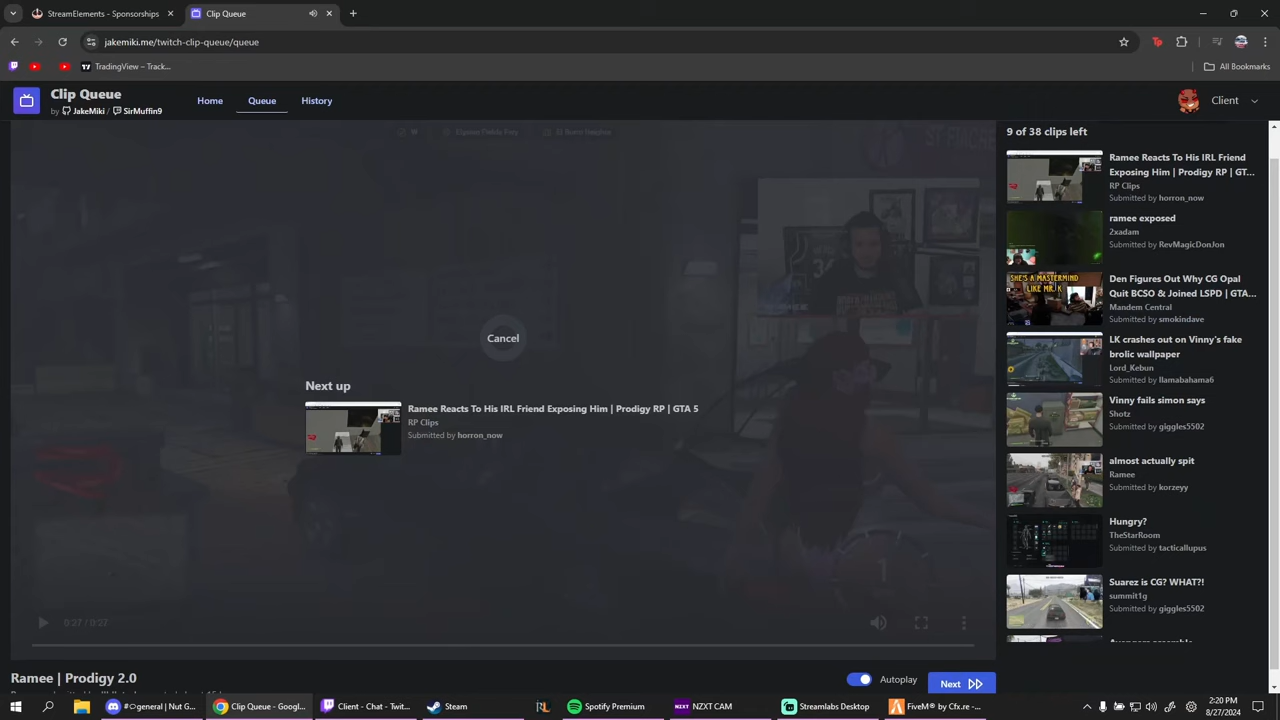 StreamElements - Sponsorships
Clip Queue
jakemiki.me/twitch-clip-queue/queue
TradingView – Track...
All Bookmarks
Clip Queue
by JakeMiki / SirMuffin9
Home
Queue
History
Client
9 of 38 clips left
Ramee Reacts To His IRL Friend
Exposing Him | Prodigy RP | GT...
RP Clips
Submitted by horron_now
ramee exposed
2xadam
Submitted by RevMagicDonJon
SHE'S A MASTERMIND
LIKE MR. K
Den Figures Out Why CG Opal
Quit BCSO & Joined LSPD | GTA...
Mandem Central
Submitted by smokindave
LK crashes out on Vinny's fake
brolic wallpaper
Lord_Kebun
Submitted by llamabahama6
Vinny fails simon says
Shotz
Submitted by giggles5502
almost actually spit
Ramee
Submitted by korzeyy
Hungry?
TheStarRoom
Submitted by tacticallupus
Suarez is CG? WHAT?!
summit1g
Submitted by giggles5502
Cancel
Next up
Ramee Reacts To His IRL Friend Exposing Him | Prodigy RP | GTA 5
RP Clips
Submitted by horron_now
0:27 / 0:27
Ramee | Prodigy 2.0
Autoplay
Next
# C-general | Nut G...
Clip Queue - Googl...
Client - Chat - Twit...
Steam
Spotify Premium
NZXT CAM
Streamlabs Desktop
FiveM® by Cfx.re -...
2:20 PM
8/27/2024